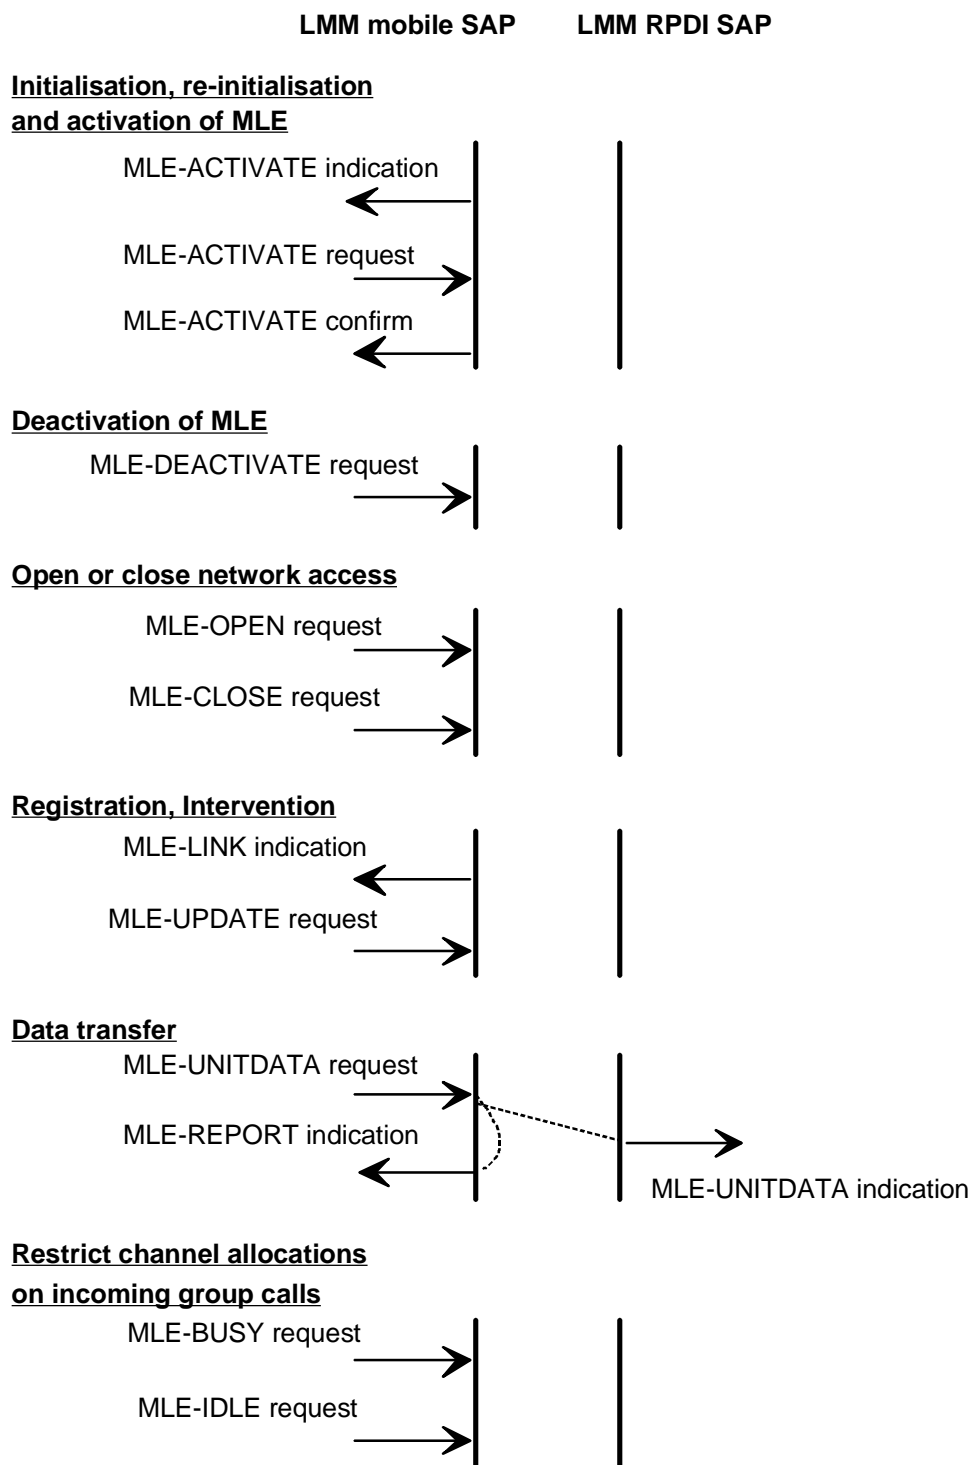 LMM mobile SAP LMM RPDI SAP
Initialisation, re-initialisation
and activation of MLE
MLE-ACTIVATE indication
MLE-ACTIVATE request
MLE-ACTIVATE confirm
Deactivation of MLE
MLE-DEACTIVATE request
Open or close network access
MLE-OPEN request
MLE-CLOSE request
Registration, Intervention
MLE-LINK indication
MLE-UPDATE request
Data transfer
MLE-UNITDATA request
MLE-REPORT indication
MLE-UNITDATA indication
Restrict channel allocations
on incoming group calls
MLE-BUSY request
MLE-IDLE request